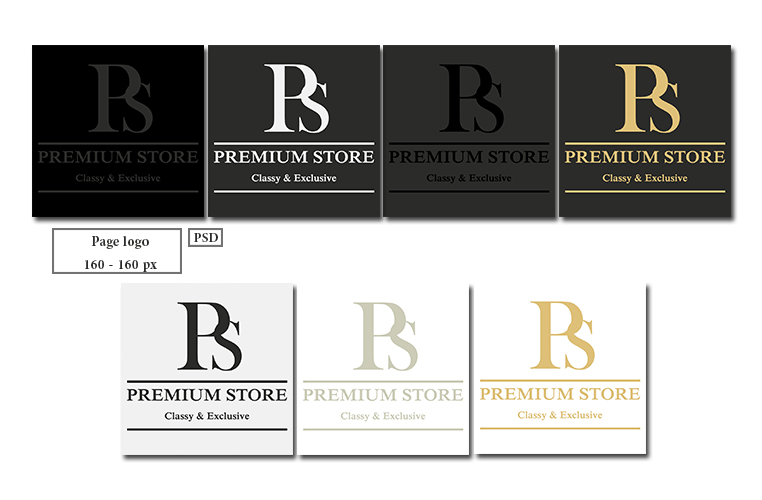 PS
PREMIUM STORE
Classy & Exclusive
PS
PREMIUM STORE
Classy & Exclusive
PS
PREMIUM STORE
Classy & Exclusive
PS
PREMIUM STORE
Classy & Exclusive
Page logo
160 - 160 px
PSD
PS
PREMIUM STORE
Classy & Exclusive
PS
PREMIUM STORE
Classy & Exclusive
PS
PREMIUM STORE
Classy & Exclusive